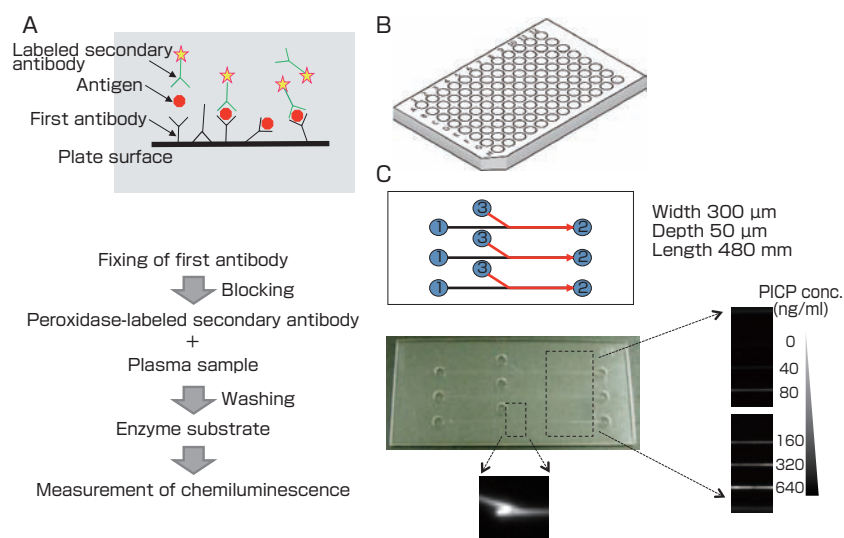 A
Labeled secondary
antibody
Antigen
First antibody
Plate surface
Fixing of first antibody
Blocking
Peroxidase-labeled secondary antibody
+
Plasma sample
Washing
Enzyme substrate
Measurement of chemiluminescence
B
C
3
1
2
3
1
2
3
1
2
Width 300 µm
Depth 50 µm
Length 480 mm
PICP conc.
(ng/ml)
0
40
80
160
320
640